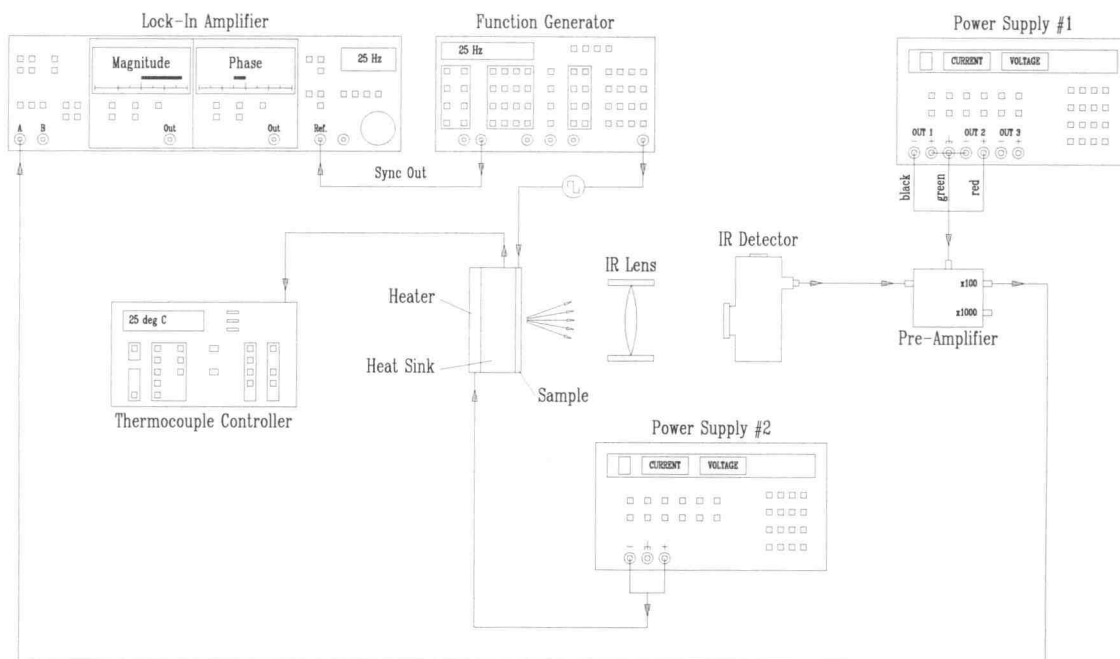 Lock-In Amplifier
Function Generator
Power Supply #1
Magnitude
Phase
25 Hz
25 Hz
CURRENT
VOLTAGE
A
B
Out
Out
Ref.
OUT 1
OUT 2
OUT 3
- + - + - +
Sync Out
black
green
red
IR Detector
IR Lens
x100
x1000
Pre-Amplifier
Heater
Heat Sink
Sample
25 deg C
Thermocouple Controller
Power Supply #2
CURRENT
VOLTAGE
- +